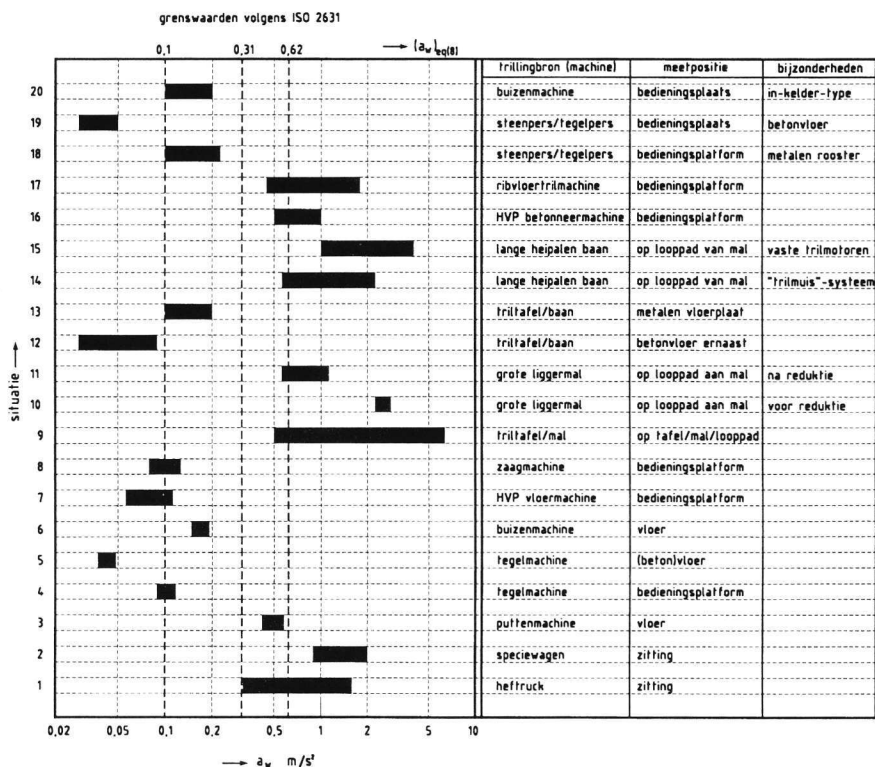 grenswaarden volgens ISO 2631
0,1 0,31 0,62 → (a_w)eq(8)
trillingbron (machine) meetpositie bijzonderheden
20 buizenmachine bedieningsplaats in-kelder-type
19 steenpers/tegelpers bedieningsplaats betonvloer
18 steenpers/tegelpers bedieningsplatform metalen rooster
17 ribvloertrilmachine bedieningsplatform
16 HVP betonneermachine bedieningsplatform
15 lange heipalen baan op looppad van mal vaste trilmotoren
14 lange heipalen baan op looppad van mal "trilmuis"-systeem
13 triltafel/baan metalen vloerplaat
12 triltafel/baan betonvloer ernaast
11 grote liggermal op looppad aan mal na reduktie
10 grote liggermal op looppad aan mal voor reduktie
9 triltafel/mal op tafel/mal/looppad
8 zaagmachine bedieningsplatform
7 HVP vloermachine bedieningsplatform
6 buizenmachine vloer
5 tegelmachine (beton)vloer
4 tegelmachine bedieningsplatform
3 puttenmachine vloer
2 speciewagen zitting
1 heftruck zitting
situatie →
0,02 0,05 0,1 0,2 0,5 1 2 5 10
→ a_w m/s²